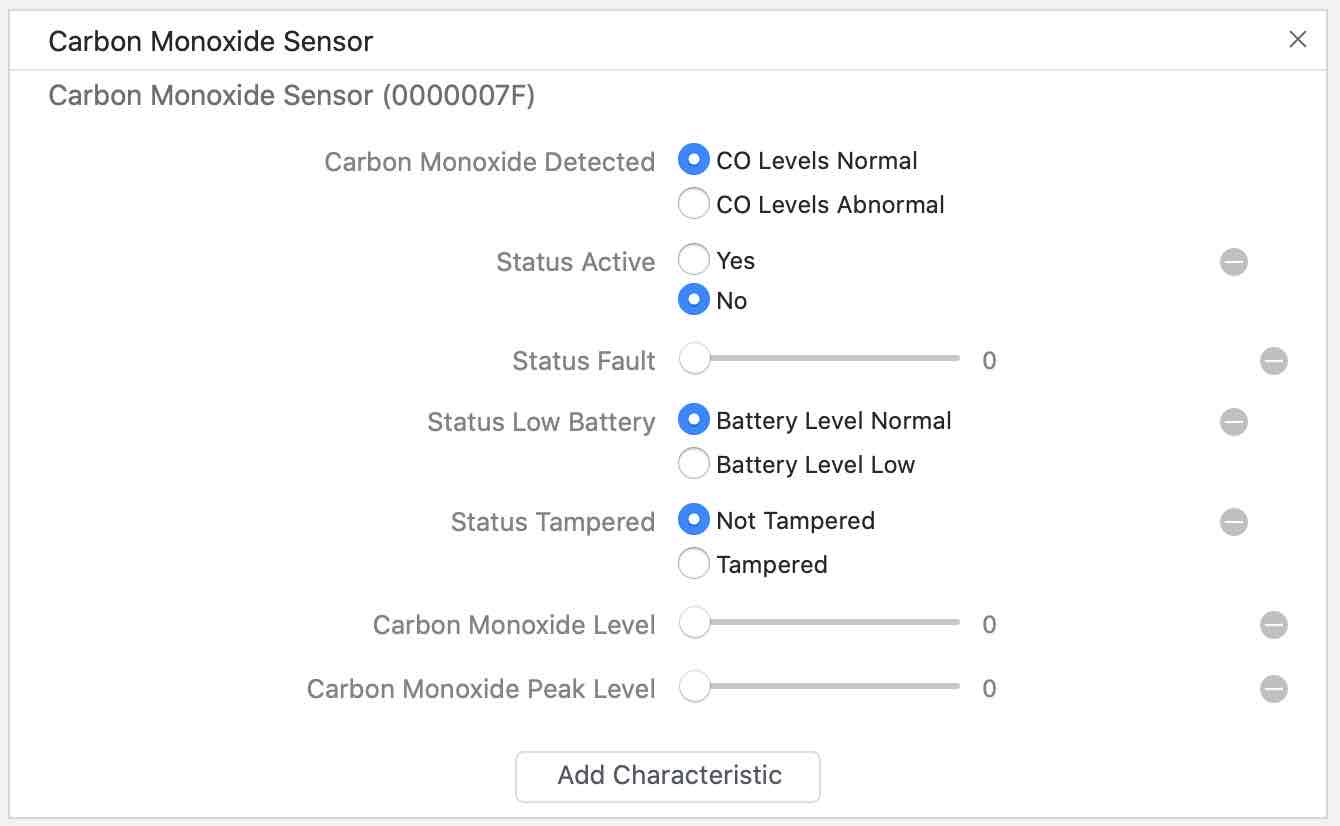 Carbon Monoxide Sensor
Carbon Monoxide Sensor (0000007F)
Carbon Monoxide Detected CO Levels Normal
CO Levels Abnormal
Status Active Yes
No
Status Fault 0
Status Low Battery Battery Level Normal
Battery Level Low
Status Tampered Not Tampered
Tampered
Carbon Monoxide Level 0
Carbon Monoxide Peak Level 0
Add Characteristic